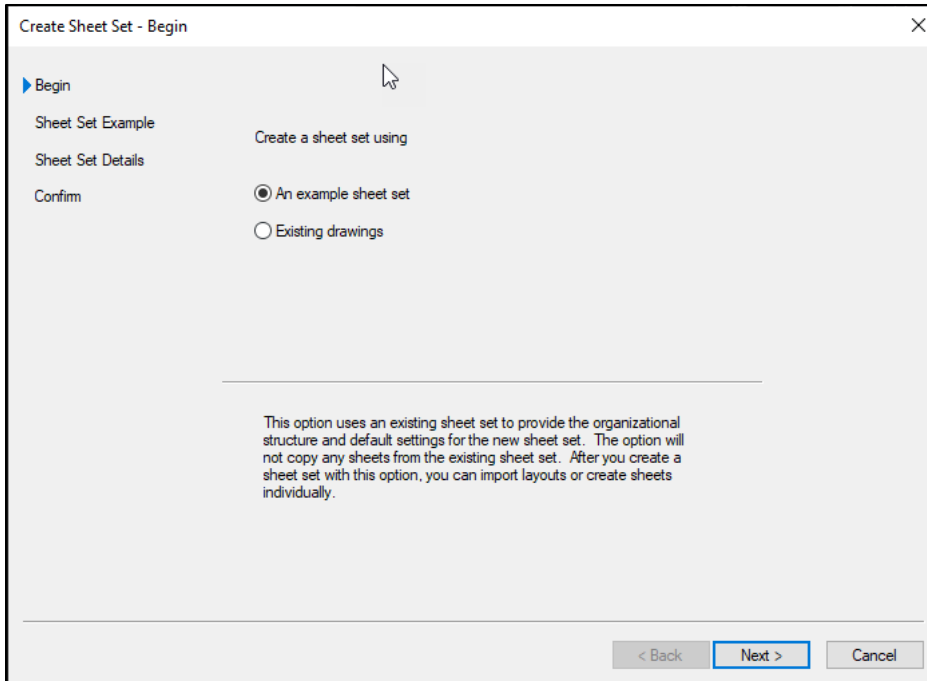 Create Sheet Set - Begin
Begin
Sheet Set Example
Sheet Set Details
Confirm
Create a sheet set using
An example sheet set
Existing drawings
This option uses an existing sheet set to provide the organizational
structure and default settings for the new sheet set.  The option will
not copy any sheets from the existing sheet set.  After you create a
sheet set with this option, you can import layouts or create sheets
individually.
< Back
Next >
Cancel